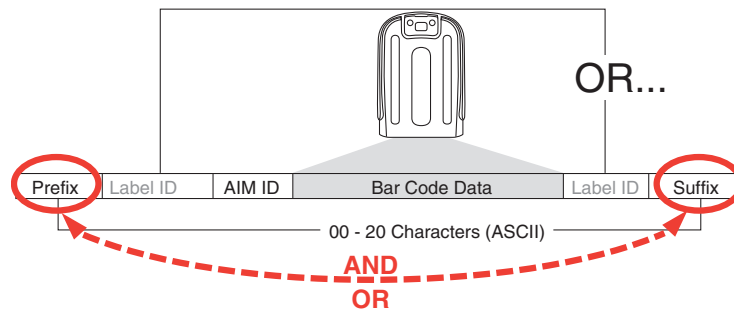 OR...
Prefix Label ID AIM ID Bar Code Data Label ID Suffix
00 - 20 Characters (ASCII)
AND
OR